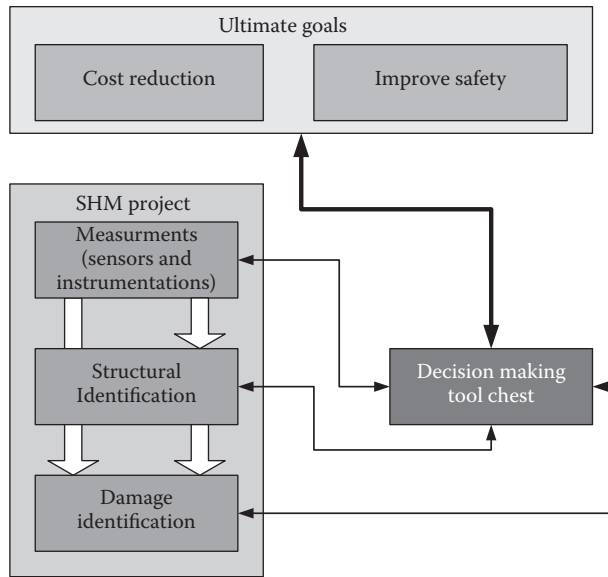 Ultimate goals
Cost reduction
Improve safety
SHM project
Measurments
(sensors and
instrumentations)
Structural
Identification
Decision making
tool chest
Damage
identification